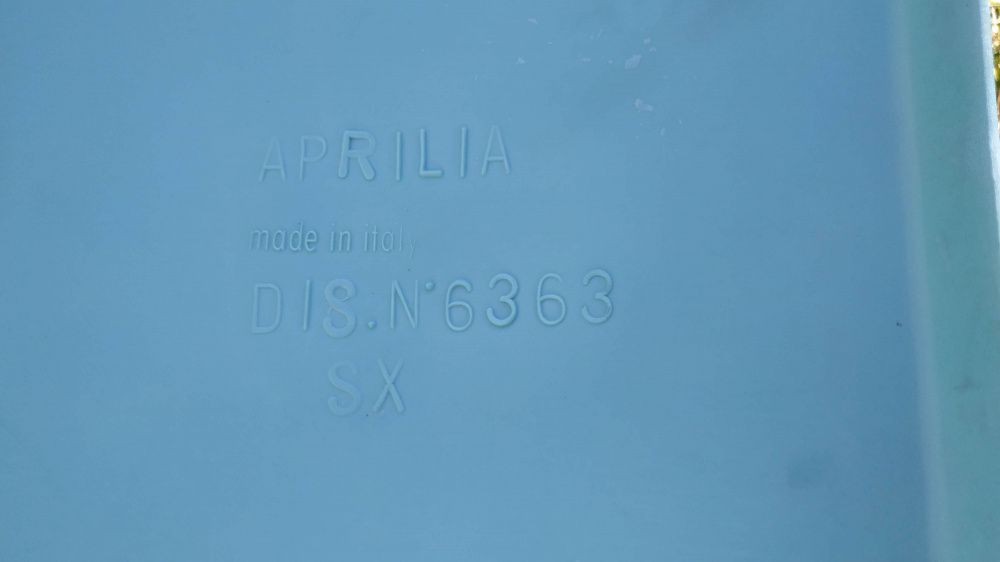 APRILIA
made in italy
DIS.N°6363
SX